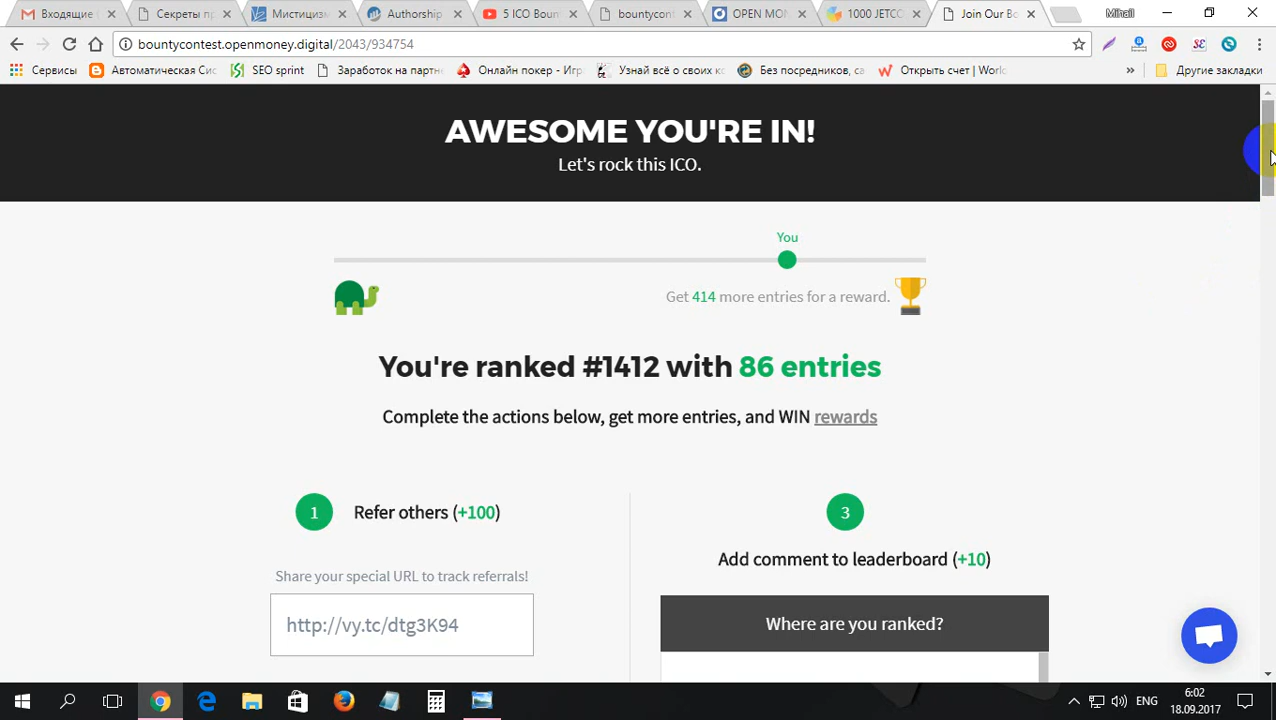 Входящие
Секреты пр
Мистициз
Authorship
5 ICO Boun
bountycont
OPEN MON
1000 JETCO
Join Our Bo
Mihail
bountycontest.openmoney.digital/2043/934754
Сервисы
Автоматическая Сис
SEO sprint
Заработок на партн
Онлайн покер - Игр
Узнай всё о своих ко
Без посредников, са
Открыть счет | World
»
Другие закладки
AWESOME YOU'RE IN!
Let's rock this ICO.
You
Get 414 more entries for a reward.
You're ranked #1412 with 86 entries
Complete the actions below, get more entries, and WIN rewards
1 Refer others (+100)
Share your special URL to track referrals!
http://vy.tc/dtg3K94
3
Add comment to leaderboard (+10)
Where are you ranked?
ENG
6:02
18.09.2017